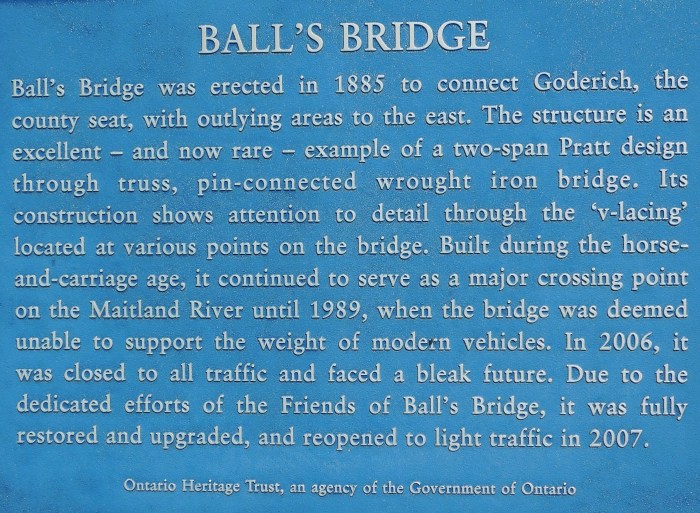 BALL'S BRIDGE
Ball's Bridge was erected in 1885 to connect Goderich, the
county seat, with outlying areas to the east. The structure is an
excellent – and now rare – example of a two-span Pratt design
through truss, pin-connected wrought iron bridge. Its
construction shows attention to detail through the ‘v-lacing’
located at various points on the bridge. Built during the horse-
and-carriage age, it continued to serve as a major crossing point
on the Maitland River until 1989, when the bridge was deemed
unable to support the weight of modern vehicles. In 2006, it
was closed to all traffic and faced a bleak future. Due to the
dedicated efforts of the Friends of Ball's Bridge, it was fully
restored and upgraded, and reopened to light traffic in 2007.
Ontario Heritage Trust, an agency of the Government of Ontario